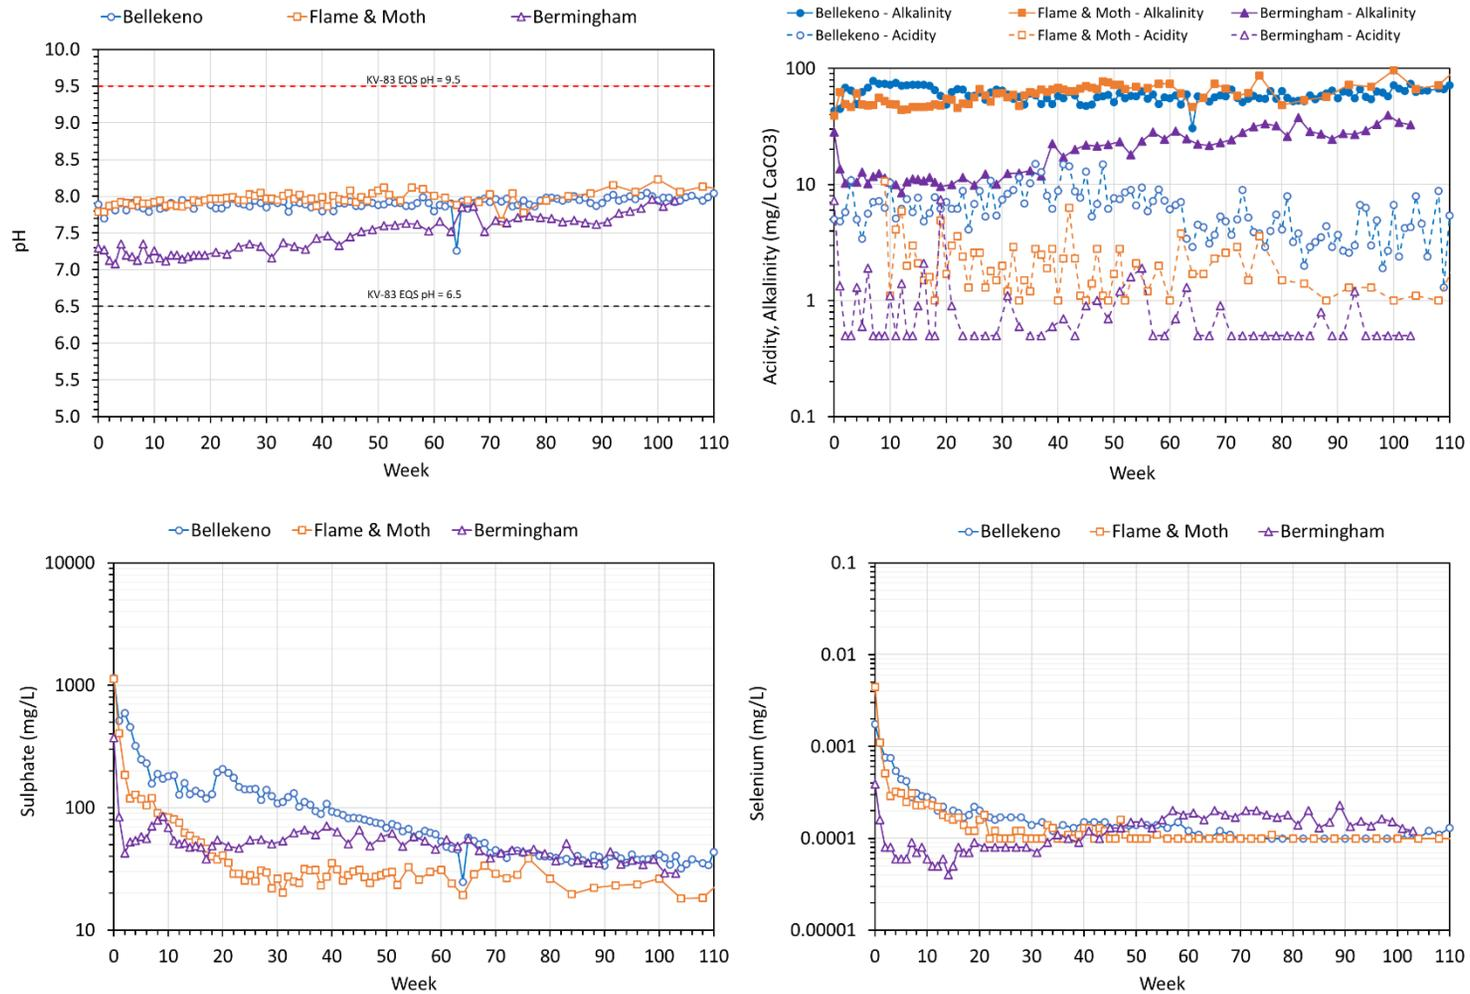 Bellekeno Flame & Moth Bermingham
10.0
9.5
9.0
8.5
8.0
7.5
7.0
6.5
6.0
5.5
5.0
pH
KV-83 EQS pH = 9.5
KV-83 EQS pH = 6.5
0 10 20 30 40 50 60 70 80 90 100 110
Week
Bellekeno - Alkalinity Flame & Moth - Alkalinity Bermingham - Alkalinity
Bellekeno - Acidity Flame & Moth - Acidity Bermingham - Acidity
100
10
1
0.1
Acidity, Alkalinity (mg/L CaCO3)
0 10 20 30 40 50 60 70 80 90 100 110
Week
Bellekeno Flame & Moth Bermingham
10000
1000
100
10
Sulphate (mg/L)
0 10 20 30 40 50 60 70 80 90 100 110
Week
Bellekeno Flame & Moth Bermingham
0.1
0.01
0.001
0.0001
0.00001
Selenium (mg/L)
0 10 20 30 40 50 60 70 80 90 100 110
Week